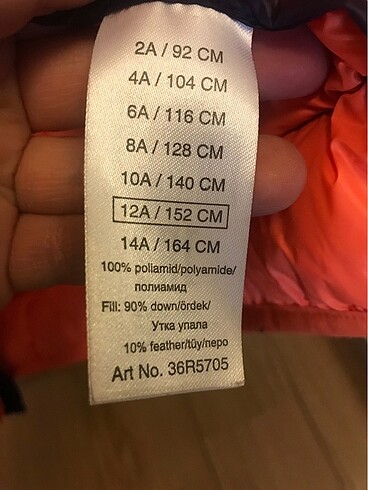 2A / 92 CM
4A / 104 CM
6A / 116 CM
8A / 128 CM
10A / 140 CM
12A / 152 CM
14A / 164 CM
100% poliamid/polyamide/
полиамид
Fill: 90% down/ördek/
Утка упала
10% feather/tüy/перо
Art No. 36R5705